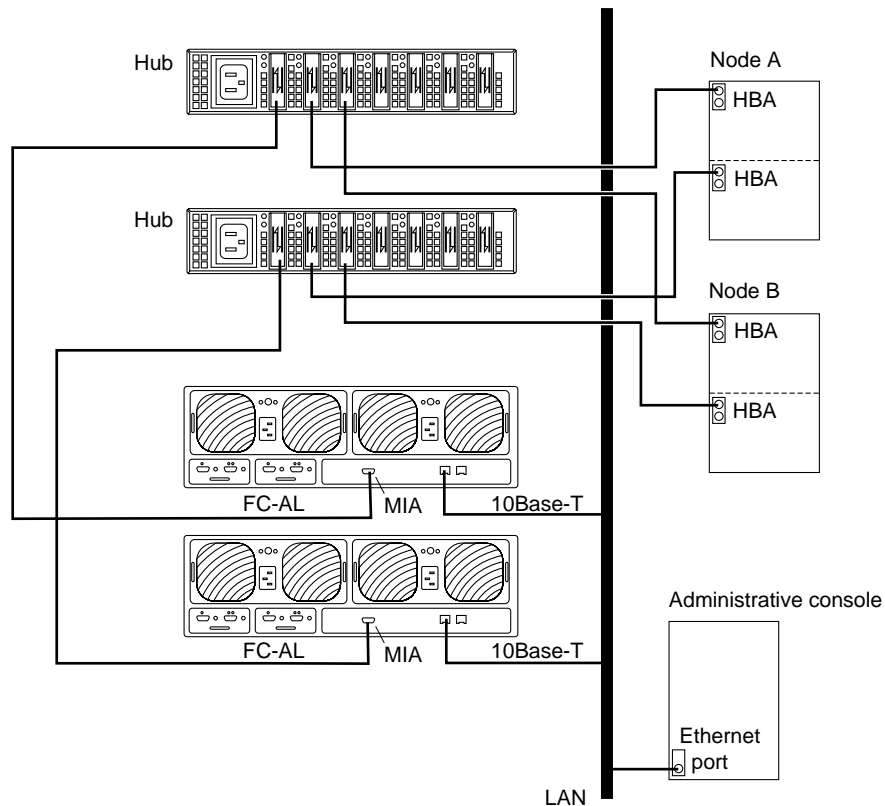 Hub
Node A
HBA
HBA
Hub
Node B
HBA
HBA
FC-AL
MIA
10Base-T
FC-AL
MIA
10Base-T
Administrative console
Ethernet
port
LAN